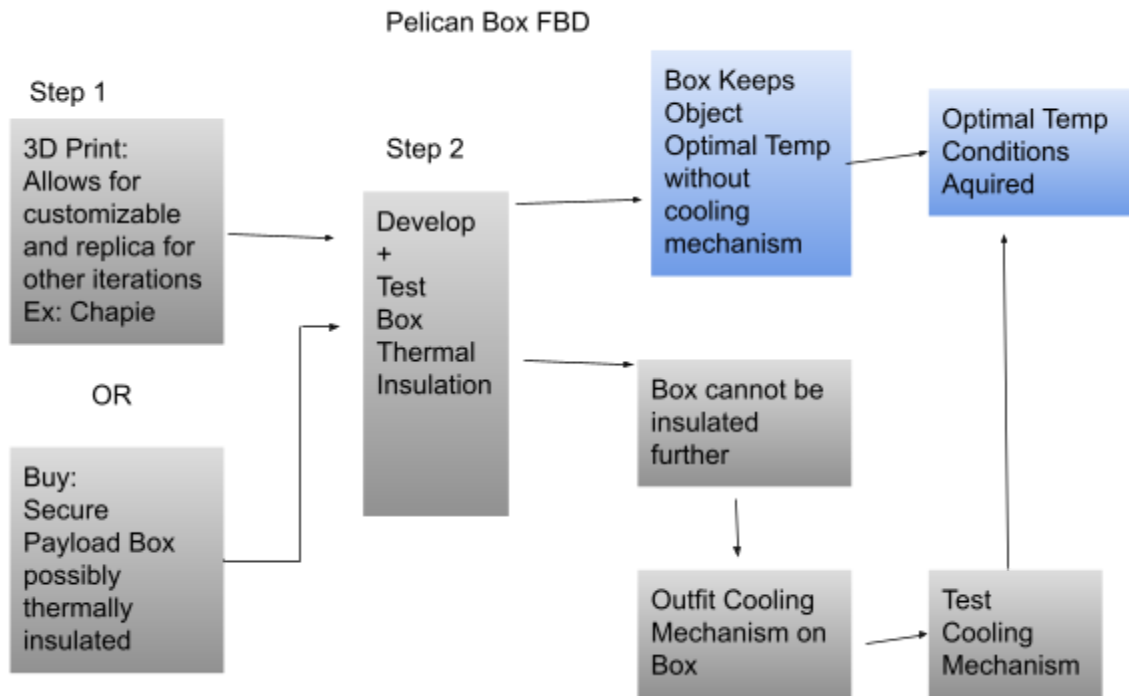 Pelican Box FBD
Step 1
3D Print:
Allows for
customizable
and replica for
other iterations
Ex: Chapie
OR
Buy:
Secure
Payload Box
possibly
thermally
insulated
Step 2
Develop
+
Test
Box
Thermal
Insulation
Box Keeps
Object
Optimal Temp
without
cooling
mechanism
Optimal Temp
Conditions
Aquired
Box cannot be
insulated
further
Outfit Cooling
Mechanism on
Box
Test
Cooling
Mechanism